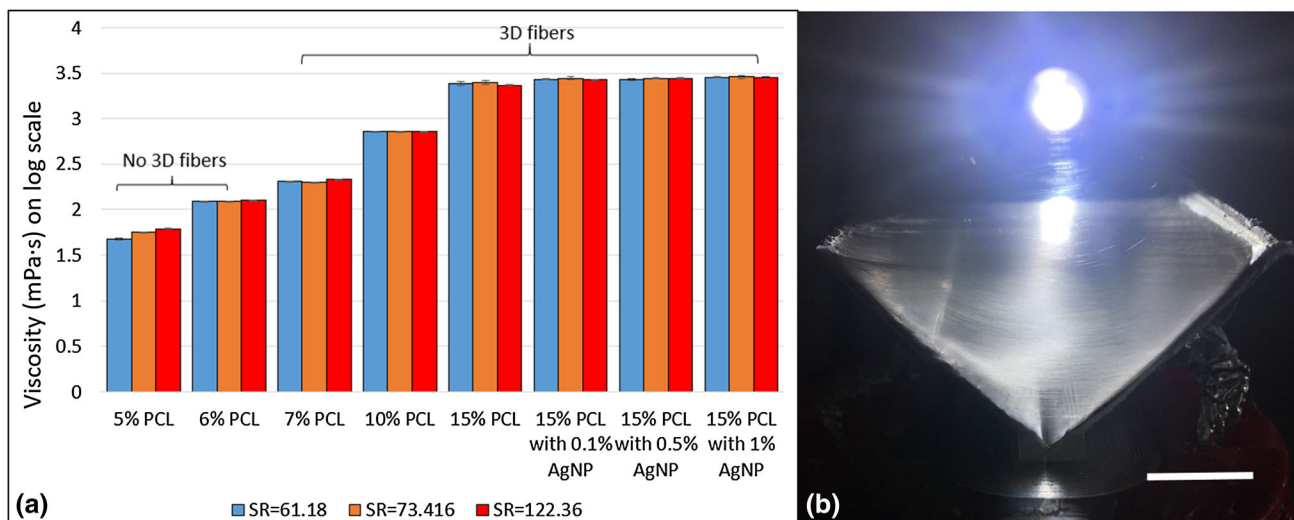 Viscosity (mPa·s) on log scale
4
3.5
3
2.5
2
1.5
1
0.5
0
No 3D fibers
3D fibers
5% PCL
6% PCL
7% PCL
10% PCL
15% PCL
15% PCL
with 0.1%
AgNP
15% PCL
with 0.5%
AgNP
15% PCL
with 1%
AgNP
SR=61.18
SR=73.416
SR=122.36
(a)
(b)